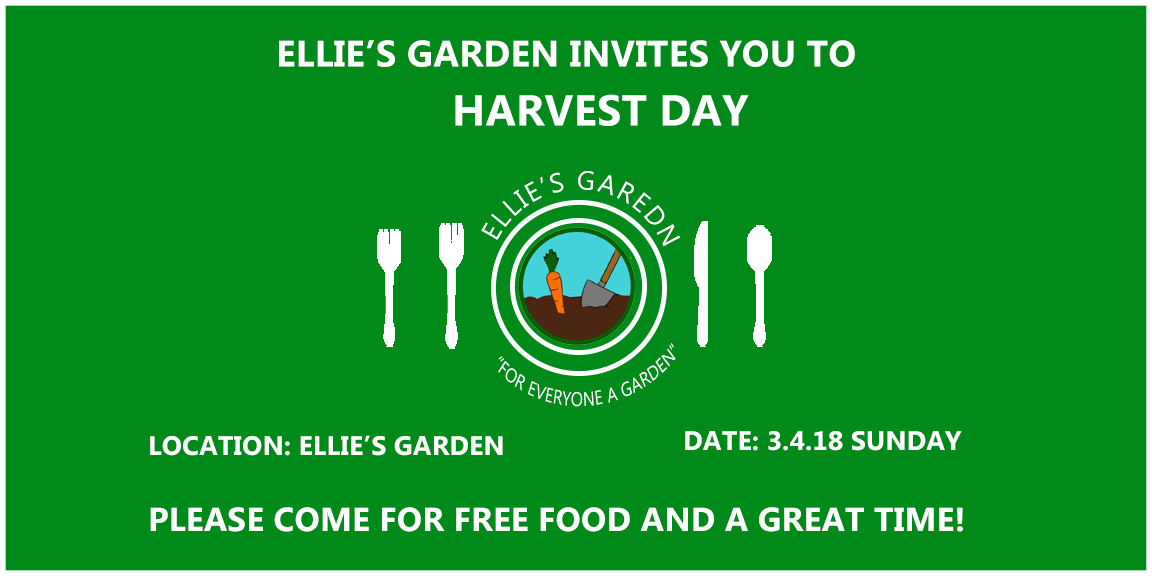 ELLIE'S GARDEN INVITES YOU TO
HARVEST DAY
ELLIE'S GAREDN
"FOR EVERYONE A GARDEN"
LOCATION: ELLIE'S GARDEN
DATE: 3.4.18 SUNDAY
PLEASE COME FOR FREE FOOD AND A GREAT TIME!